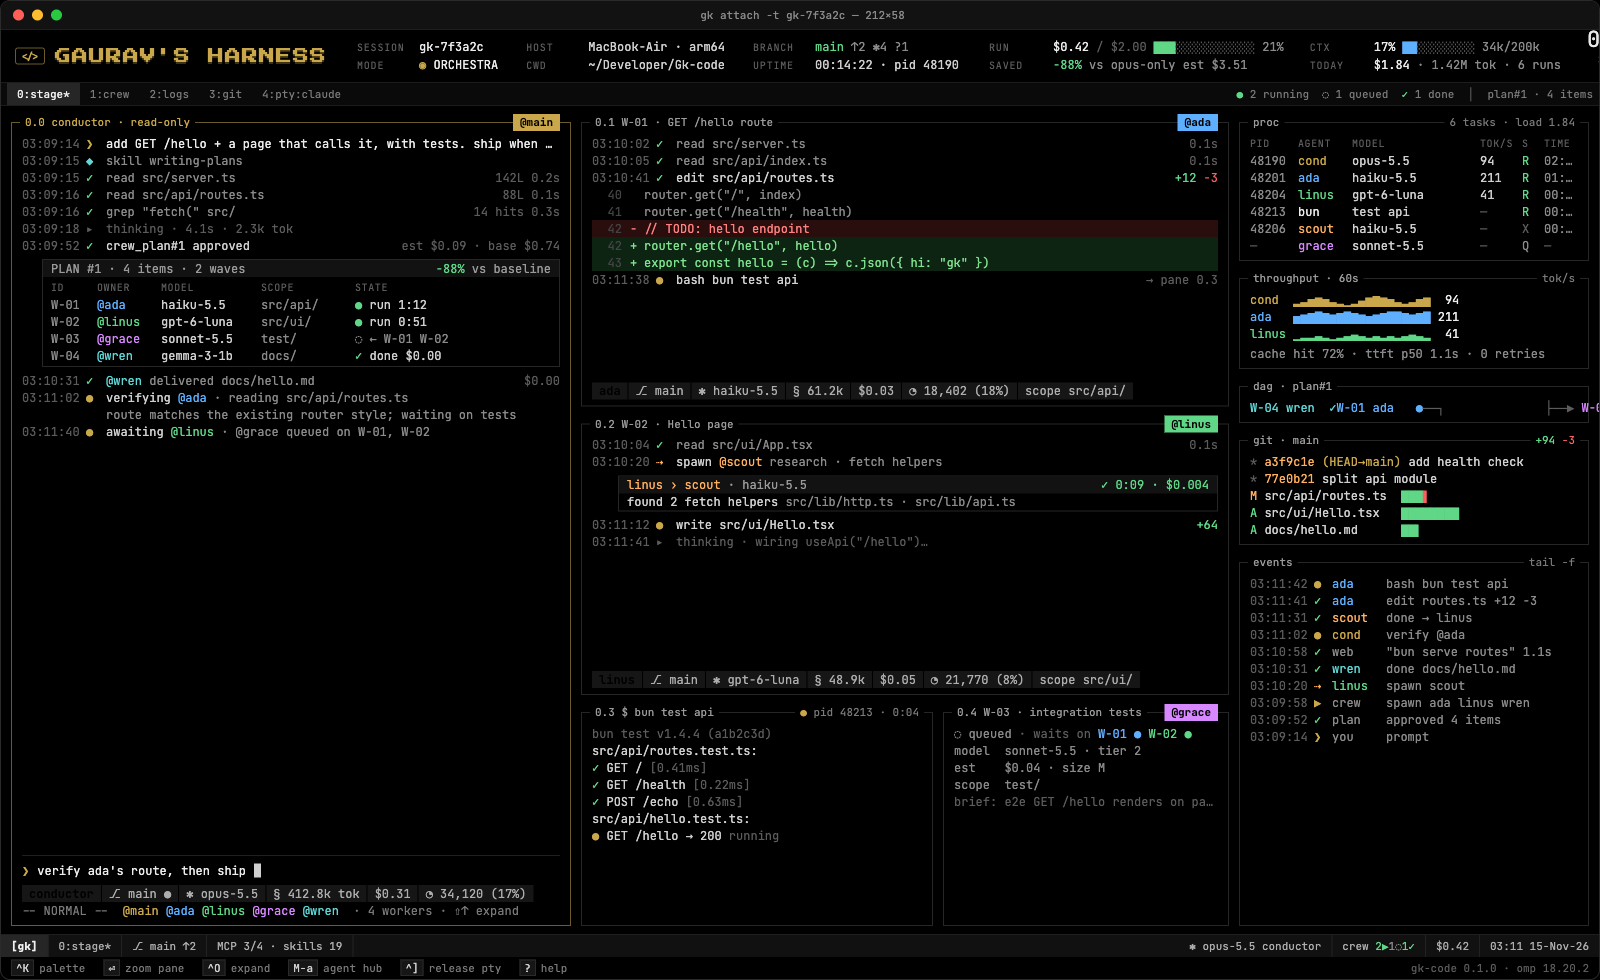 gk attach -t gk-7f3a2c — 212×58
</> GAURAV'S HARNESS
SESSION gk-7f3a2c HOST MacBook-Air · arm64 BRANCH main ↑2 ✱4 ?1 RUN $0.42 / $2.00 21% CTX 17% 34k/200k
MODE ◉ ORCHESTRA CWD ~/Developer/Gk-code UPTIME 00:14:22 · pid 48190 SAVED -88% vs opus-only est $3.51 TODAY $1.84 · 1.42M tok · 6 runs
0:stage* 1:crew 2:logs 3:git 4:pty:claude ● 2 running ◌ 1 queued ✓ 1 done │ plan#1 · 4 items
0.0 conductor · read-only @main
03:09:14 ❯ add GET /hello + a page that calls it, with tests. ship when …
03:09:15 ◆ skill writing-plans
03:09:15 ✓ read src/server.ts 142L 0.2s
03:09:16 ✓ read src/api/routes.ts 88L 0.1s
03:09:16 ✓ grep "fetch(" src/ 14 hits 0.3s
03:09:18 ▸ thinking · 4.1s · 2.3k tok
03:09:52 ✓ crew_plan#1 approved est $0.09 · base $0.74
PLAN #1 · 4 items · 2 waves -88% vs baseline
ID OWNER MODEL SCOPE STATE
W-01 @ada haiku-5.5 src/api/ ● run 1:12
W-02 @linus gpt-6-luna src/ui/ ● run 0:51
W-03 @grace sonnet-5.5 test/ ◌ ← W-01 W-02
W-04 @wren gemma-3-1b docs/ ✓ done $0.00
03:10:31 ✓ @wren delivered docs/hello.md $0.00
03:11:02 ● verifying @ada · reading src/api/routes.ts
route matches the existing router style; waiting on tests
03:11:40 ● awaiting @linus · @grace queued on W-01, W-02
❯ verify ada's route, then ship
conductor ⎇ main ● ✱ opus-5.5 § 412.8k tok $0.31 ◔ 34,120 (17%)
-- NORMAL -- @main @ada @linus @grace @wren · 4 workers · ⇧↑ expand
0.1 W-01 · GET /hello route @ada
03:10:02 ✓ read src/server.ts 0.1s
03:10:05 ✓ read src/api/index.ts 0.1s
03:10:41 ✓ edit src/api/routes.ts +12 -3
40 router.get("/", index)
41 router.get("/health", health)
42 - // TODO: hello endpoint
42 + router.get("/hello", hello)
43 + export const hello = (c) => c.json({ hi: "gk" })
03:11:38 ● bash bun test api → pane 0.3
ada ⎇ main ✱ haiku-5.5 § 61.2k $0.03 ◔ 18,402 (18%) scope src/api/
0.2 W-02 · Hello page @linus
03:10:04 ✓ read src/ui/App.tsx 0.1s
03:10:20 → spawn @scout research · fetch helpers
linus › scout · haiku-5.5 ✓ 0:09 · $0.004
found 2 fetch helpers src/lib/http.ts · src/lib/api.ts
03:11:12 ● write src/ui/Hello.tsx +64
03:11:41 ▸ thinking · wiring useApi("/hello")…
linus ⎇ main ✱ gpt-6-luna § 48.9k $0.05 ◔ 21,770 (8%) scope src/ui/
0.3 $ bun test api ● pid 48213 · 0:04
bun test v1.4.4 (a1b2c3d)
src/api/routes.test.ts:
✓ GET / [0.41ms]
✓ GET /health [0.22ms]
✓ POST /echo [0.63ms]
src/api/hello.test.ts:
● GET /hello → 200 running
0.4 W-03 · integration tests @grace
◌ queued · waits on W-01 ● W-02 ●
model sonnet-5.5 · tier 2
est $0.04 · size M
scope test/
brief: e2e GET /hello renders on pa…
proc 6 tasks · load 1.84
PID AGENT MODEL TOK/S S TIME
48190 cond opus-5.5 94 R 02:…
48201 ada haiku-5.5 211 R 01:…
48204 linus gpt-6-luna 41 R 00:…
48213 bun test api — R 00:…
48206 scout haiku-5.5 — X 00:…
— grace sonnet-5.5 Q —
throughput · 60s tok/s
cond 94
ada 211
linus 41
cache hit 72% · ttft p50 1.1s · 0 retries
dag · plan#1
W-04 wren ✓W-01 ada
git · main +94 -3
* a3f9c1e (HEAD→main) add health check
* 77e0b21 split api module
M src/api/routes.ts
A src/ui/Hello.tsx
A docs/hello.md
events tail -f
03:11:42 ● ada bash bun test api
03:11:41 ✓ ada edit routes.ts +12 -3
03:11:31 ✓ scout done → linus
03:11:02 ● cond verify @ada
03:10:58 ✓ web "bun serve routes" 1.1s
03:10:31 ✓ wren done docs/hello.md
03:10:20 → linus spawn scout
03:09:58 ▶ crew spawn ada linus wren
03:09:52 ✓ plan approved 4 items
03:09:14 ❯ you prompt
[gk] 0:stage* ⎇ main ↑2 MCP 3/4 · skills 19 ✱ opus-5.5 conductor crew 2▶1◌1✓ $0.42 03:11 15-Nov-26
^K palette ⏎ zoom pane ^O expand M-a agent hub ^] release pty ? help gk-code 0.1.0 · omp 18.20.2